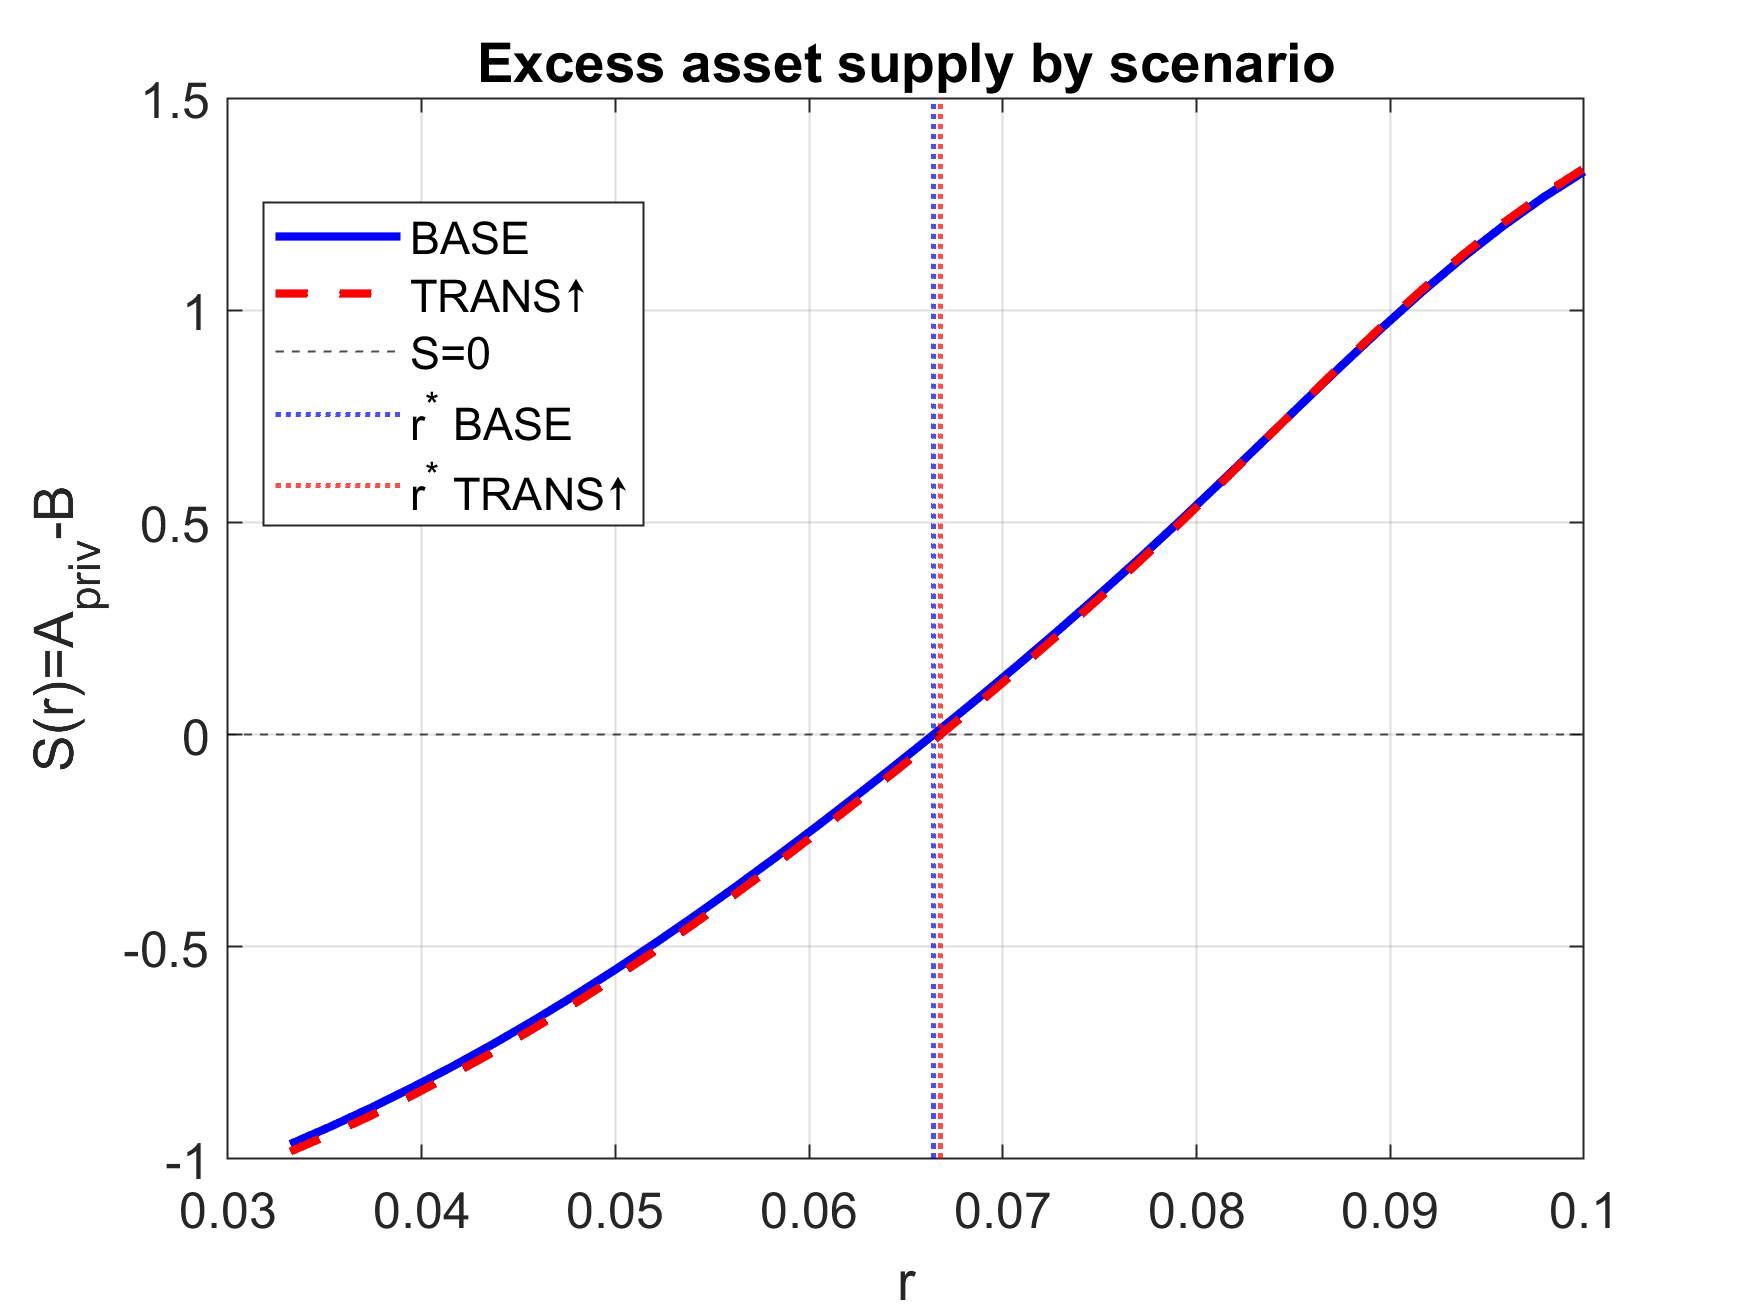 Excess asset supply by scenario
1.5
1
0.5
0
-0.5
-1
S(r)=A_priv-B
BASE
TRANS↑
S=0
r* BASE
r* TRANS↑
0.03 0.04 0.05 0.06 0.07 0.08 0.09 0.1
r